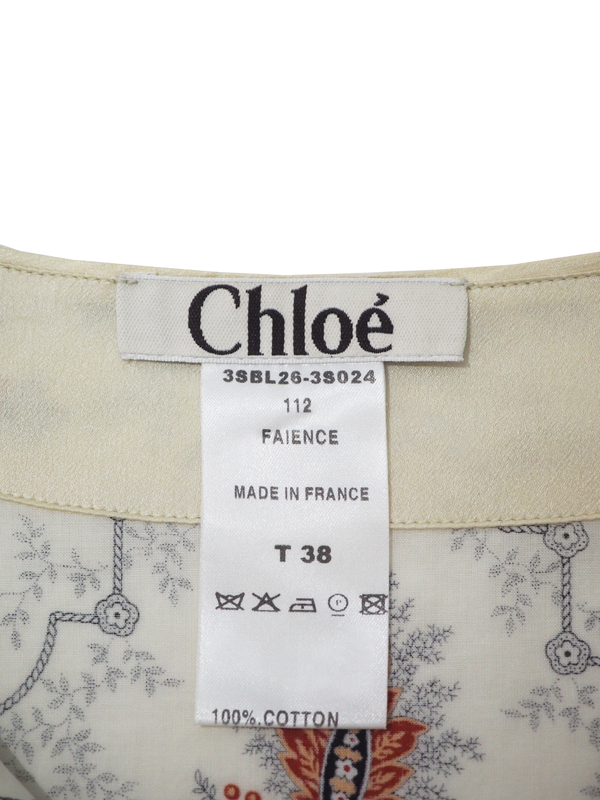 Chloé
3SBL26-3S024
112
FAIENCE
MADE IN FRANCE
T 38
P
100%.COTTON